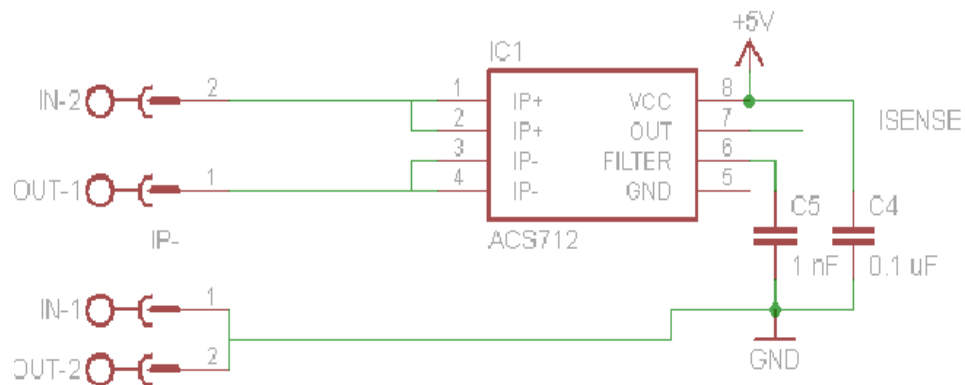 +5V
IC1
IN-2 2 1 IP+ VCC 8
2 IP+ OUT 7 ISENSE
3 IP- FILTER 6
OUT-1 1 4 IP- GND 5
C5 C4
IP- ACS712
1 nF 0.1 uF
IN-1 1
OUT-2 2
GND